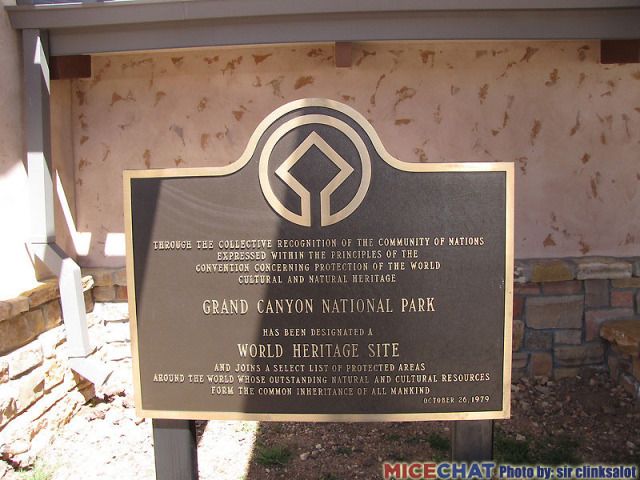 THROUGH THE COLLECTIVE RECOGNITION OF THE COMMUNITY OF NATIONS
EXPRESSED WITHIN THE PRINCIPLES OF THE
CONVENTION CONCERNING PROTECTION OF THE WORLD
CULTURAL AND NATURAL HERITAGE
GRAND CANYON NATIONAL PARK
HAS BEEN DESIGNATED A
WORLD HERITAGE SITE
AND JOINS A SELECT LIST OF PROTECTED AREAS
AROUND THE WORLD WHOSE OUTSTANDING NATURAL AND CULTURAL RESOURCES
FORM THE COMMON INHERITANCE OF ALL MANKIND
OCTOBER 26, 1979
MICECHAT Photo by: sir clinksalot